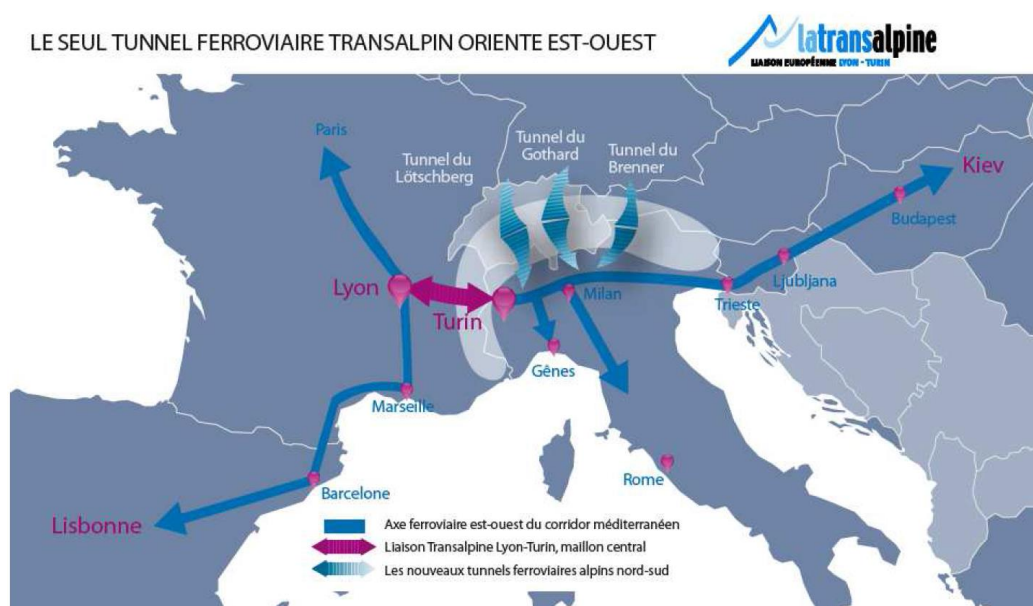 LE SEUL TUNNEL FERROVIAIRE TRANSALPIN ORIENTE EST-OUEST
latransalpine
LIAISON EUROPÉENNE LYON - TURIN
Paris
Tunnel du
Lötschberg
Tunnel du
Gothard
Tunnel du
Brenner
Kiev
Budapest
Ljubljana
Trieste
Milan
Lyon
Turin
Gênes
Marseille
Rome
Barcelone
Lisbonne
Axe ferroviaire est-ouest du corridor méditerranéen
Liaison Transalpine Lyon-Turin, maillon central
Les nouveaux tunnels ferroviaires alpins nord-sud